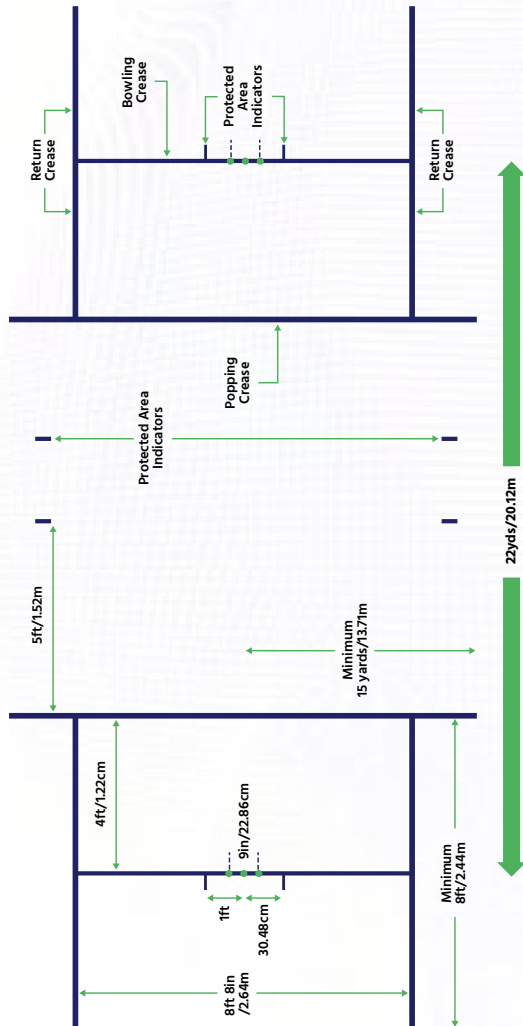 Return
Crease
Bowling
Crease
Protected
Area
Indicators
Return
Crease
Popping
Crease
Protected Area
Indicators
22yds/20.12m
5ft/1.52m
Minimum
15 yards/13.71m
4ft/1.22cm
9in/22.86cm
1ft
30.48cm
8ft 8in
/2.64m
Minimum
8ft/2.44m